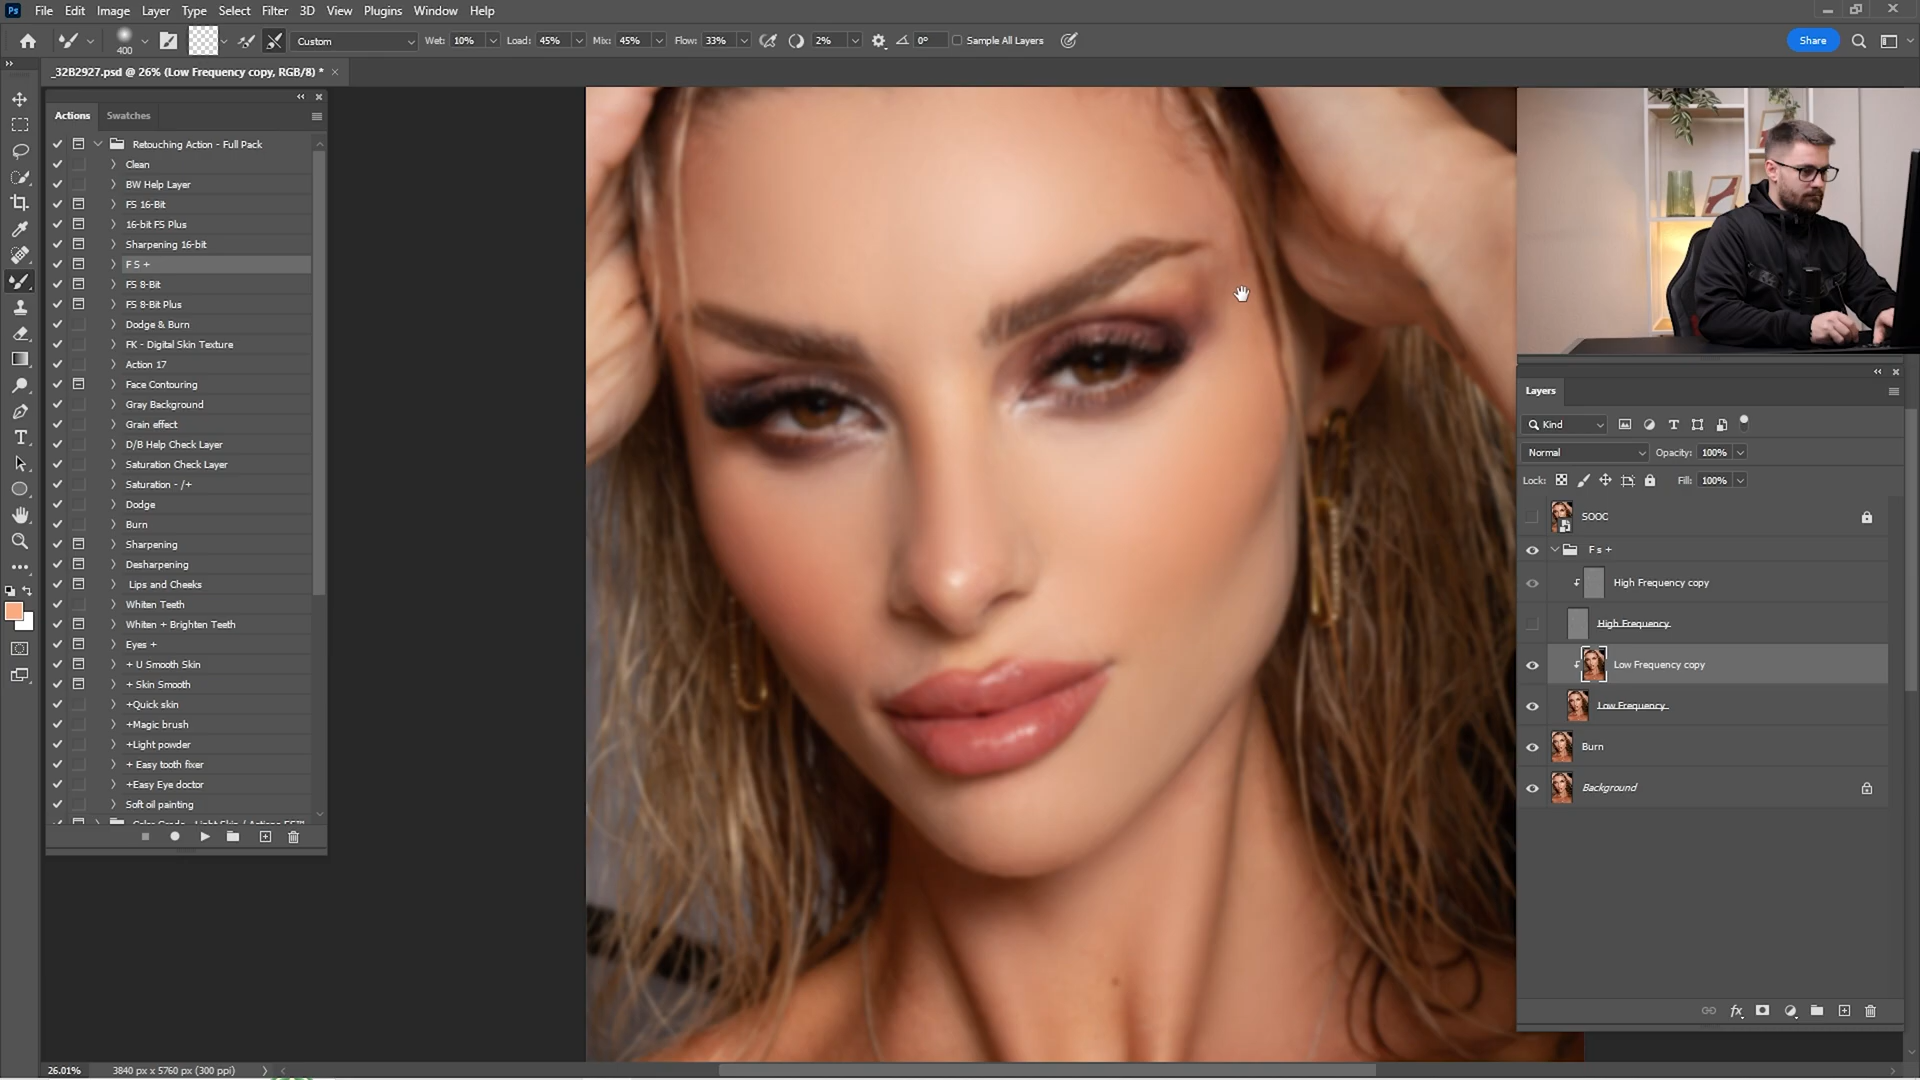 Ps File Edit Image Layer Type Select Filter 3D View Plugins Window Help
400 Custom Wet: 10% Load: 45% Mix: 45% Flow: 33% 2% 0° Sample All Layers Share
_32B2927.psd @ 26% (Low Frequency copy, RGB/8) * ×
Actions Swatches
Retouching Action - Full Pack
Clean
BW Help Layer
FS 16-Bit
16-bit FS Plus
Sharpening 16-bit
F S +
FS 8-Bit
FS 8-Bit Plus
Dodge & Burn
FK - Digital Skin Texture
Action 17
Face Contouring
Gray Background
Grain effect
D/B Help Check Layer
Saturation Check Layer
Saturation - /+
Dodge
Burn
Sharpening
Desharpening
Lips and Cheeks
Whiten Teeth
Whiten + Brighten Teeth
Eyes +
+ U Smooth Skin
+ Skin Smooth
+Quick skin
+Magic brush
+Light powder
+ Easy tooth fixer
+Easy Eye doctor
Soft oil painting
Layers
Kind
Normal Opacity: 100%
Lock: Fill: 100%
SOOC
F s +
High Frequency copy
High Frequency
Low Frequency copy
Low Frequency
Burn
Background
fx
26.01% 3840 px x 5760 px (300 ppi)